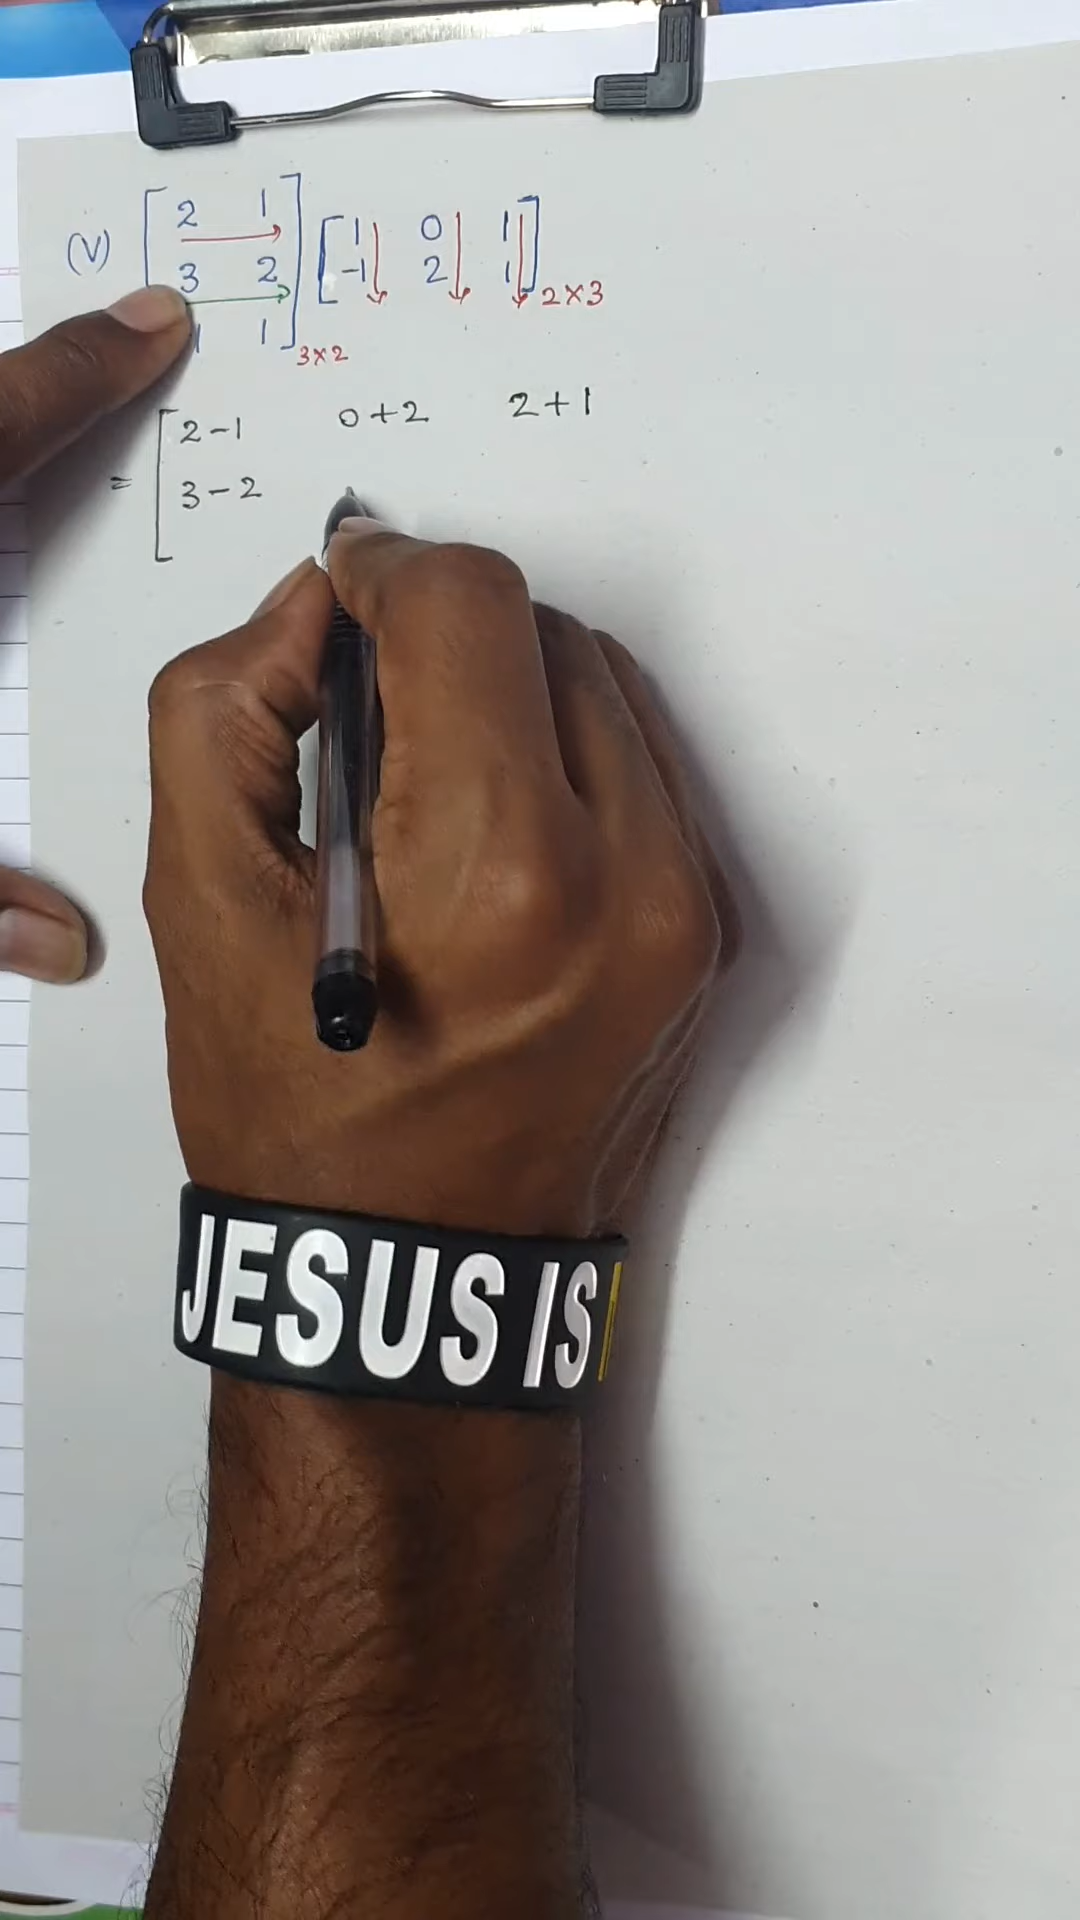 (V) [ 2 1 ] [ 1 0 1 ]
3 2 -1 2 1 2×3
1 3×2
= [ 2-1 0+2 2+1
3-2
JESUS IS